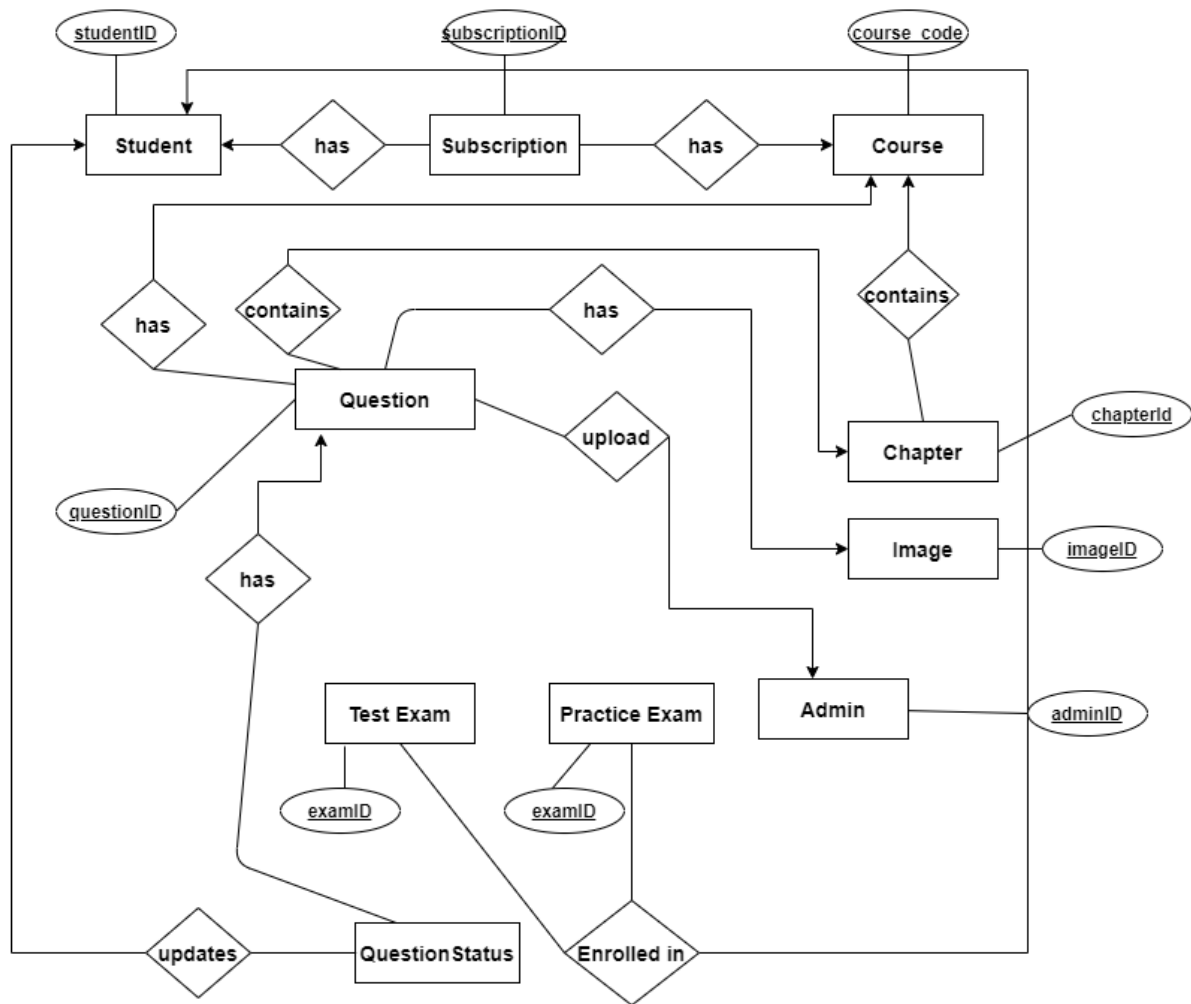 studentID
subscriptionID
course_code
Student
has
Subscription
has
Course
has
contains
has
contains
Question
upload
Chapter
chapterId
questionID
has
Image
imageID
Test Exam
Practice Exam
Admin
adminID
examID
examID
updates
QuestionStatus
Enrolled in